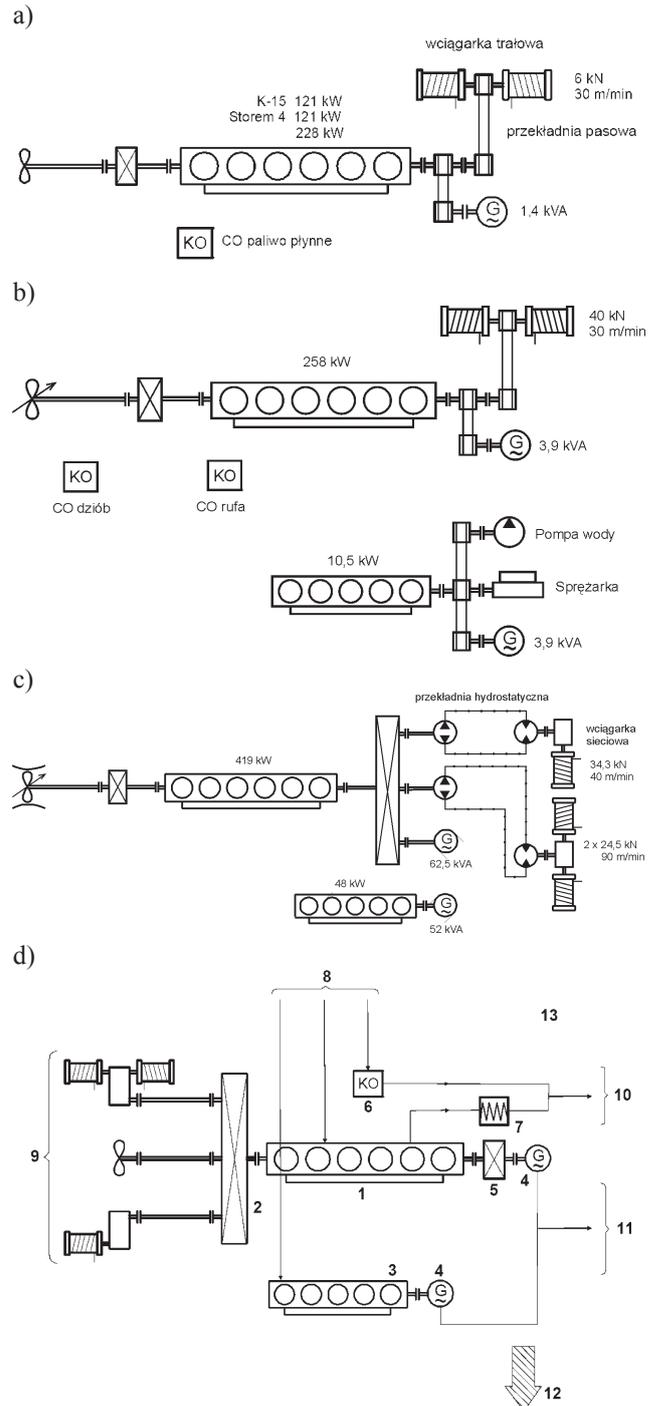 a)
wciągarka trałowa
6 kN
30 m/min
K-15 121 kW
Storem 4 121 kW
228 kW
przekładnia pasowa
G
~
1,4 kVA
KO
CO paliwo płynne
b)
40 kN
30 m/min
258 kW
G
~
3,9 kVA
KO
KO
CO dziób
CO rufa
Pompa wody
10,5 kW
Sprężarka
G
~
3,9 kVA
c)
przekładnia hydrostatyczna
wciągarka
sieciowa
419 kW
34,3 kN
40 m/min
2 x 24,5 kN
90 m/min
G
~
62,5 kVA
48 kW
G
~
52 kVA
d)
8
13
KO
6
10
7
9
G
~
2
1
5
4
11
3
4
G
~
12